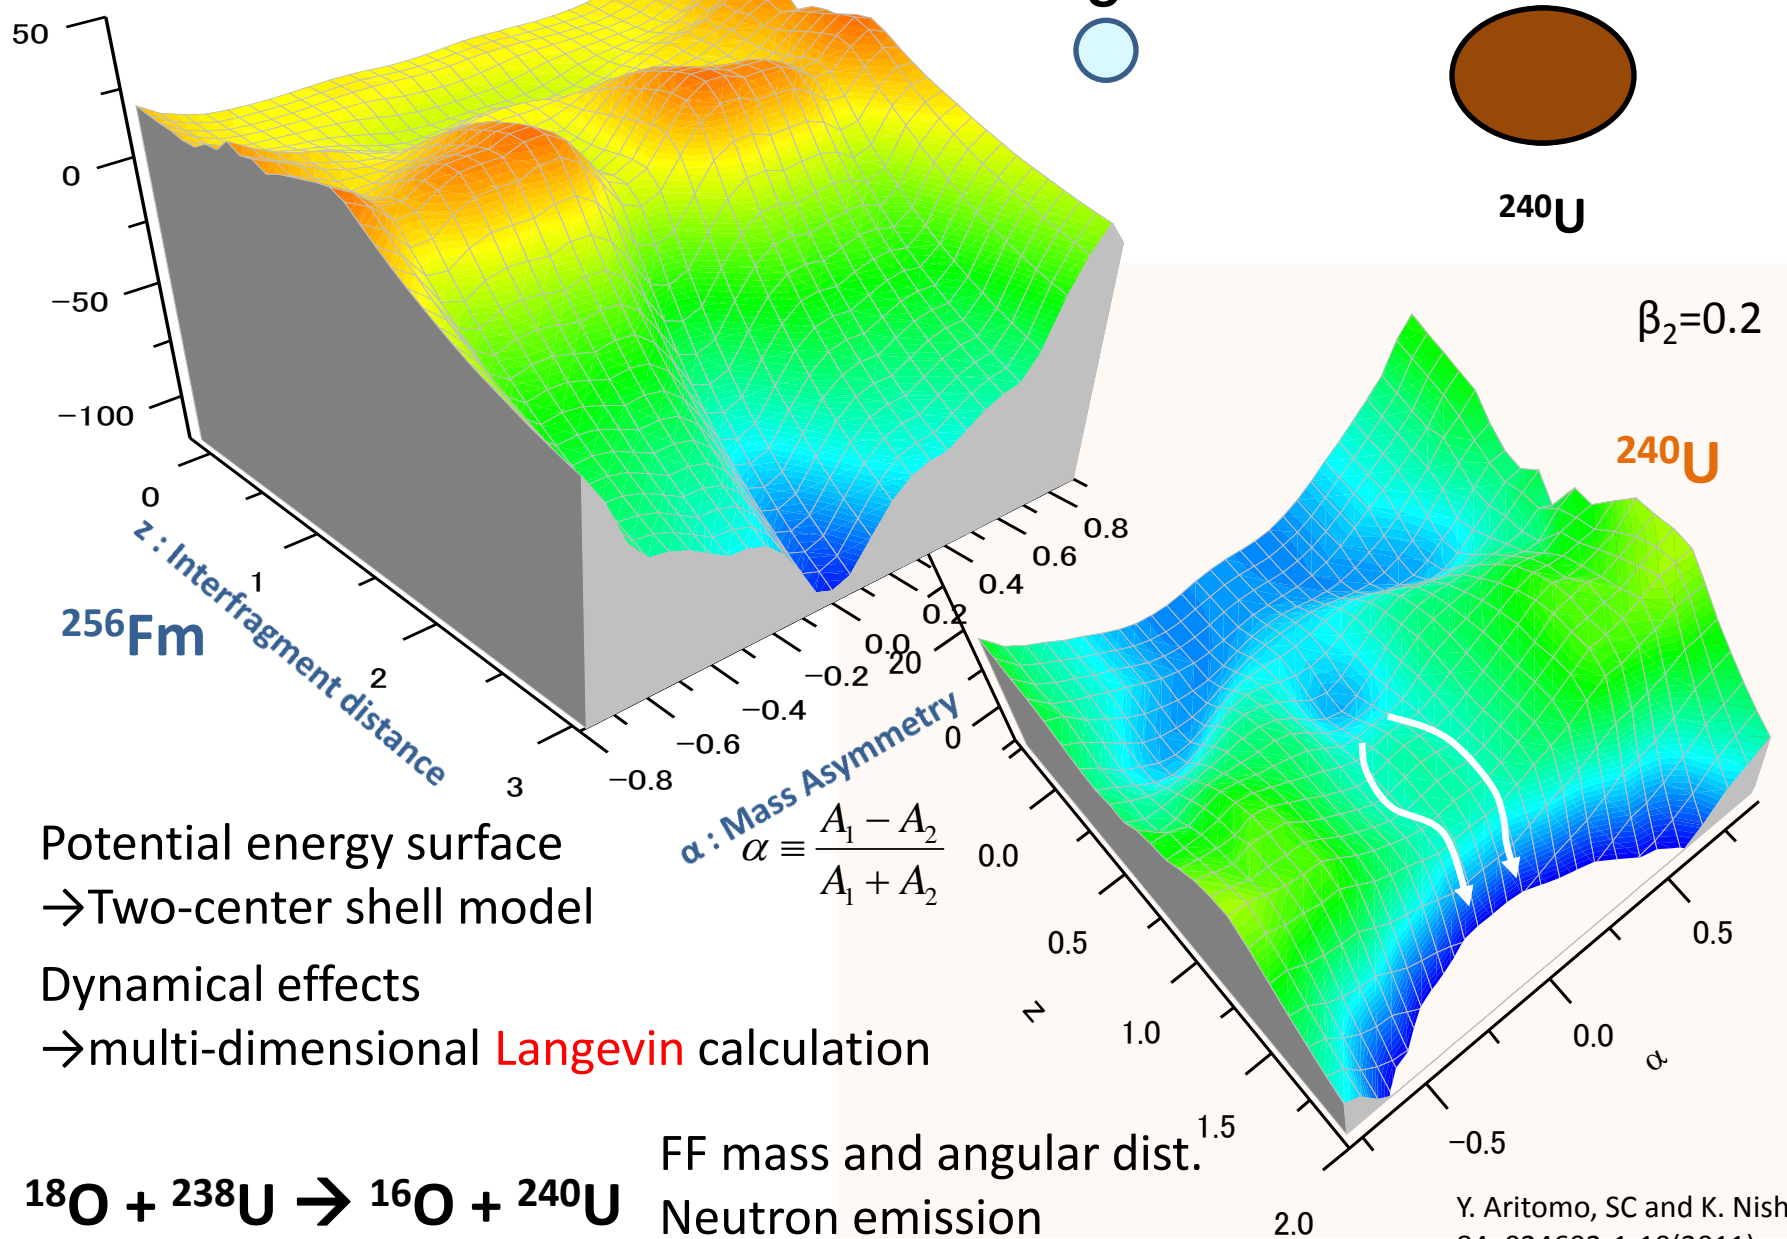 50
0
−50
−100
0
1
2
3
z : Interfragment distance
²⁵⁶Fm
−0.8
−0.6
−0.4
−0.2
0.0
0.2
0.4
0.6
0.8
α : Mass Asymmetry
α ≡ (A₁ − A₂) / (A₁ + A₂)
²⁴⁰U
β₂=0.2
²⁴⁰U
20
0
0.0
0.5
1.0
1.5
2.0
z
−0.5
0.0
0.5
α
Potential energy surface
→Two-center shell model
Dynamical effects
→multi-dimensional Langevin calculation
¹⁸O + ²³⁸U → ¹⁶O + ²⁴⁰U
FF mass and angular dist.
Neutron emission
Y. Aritomo, SC and K. Nish